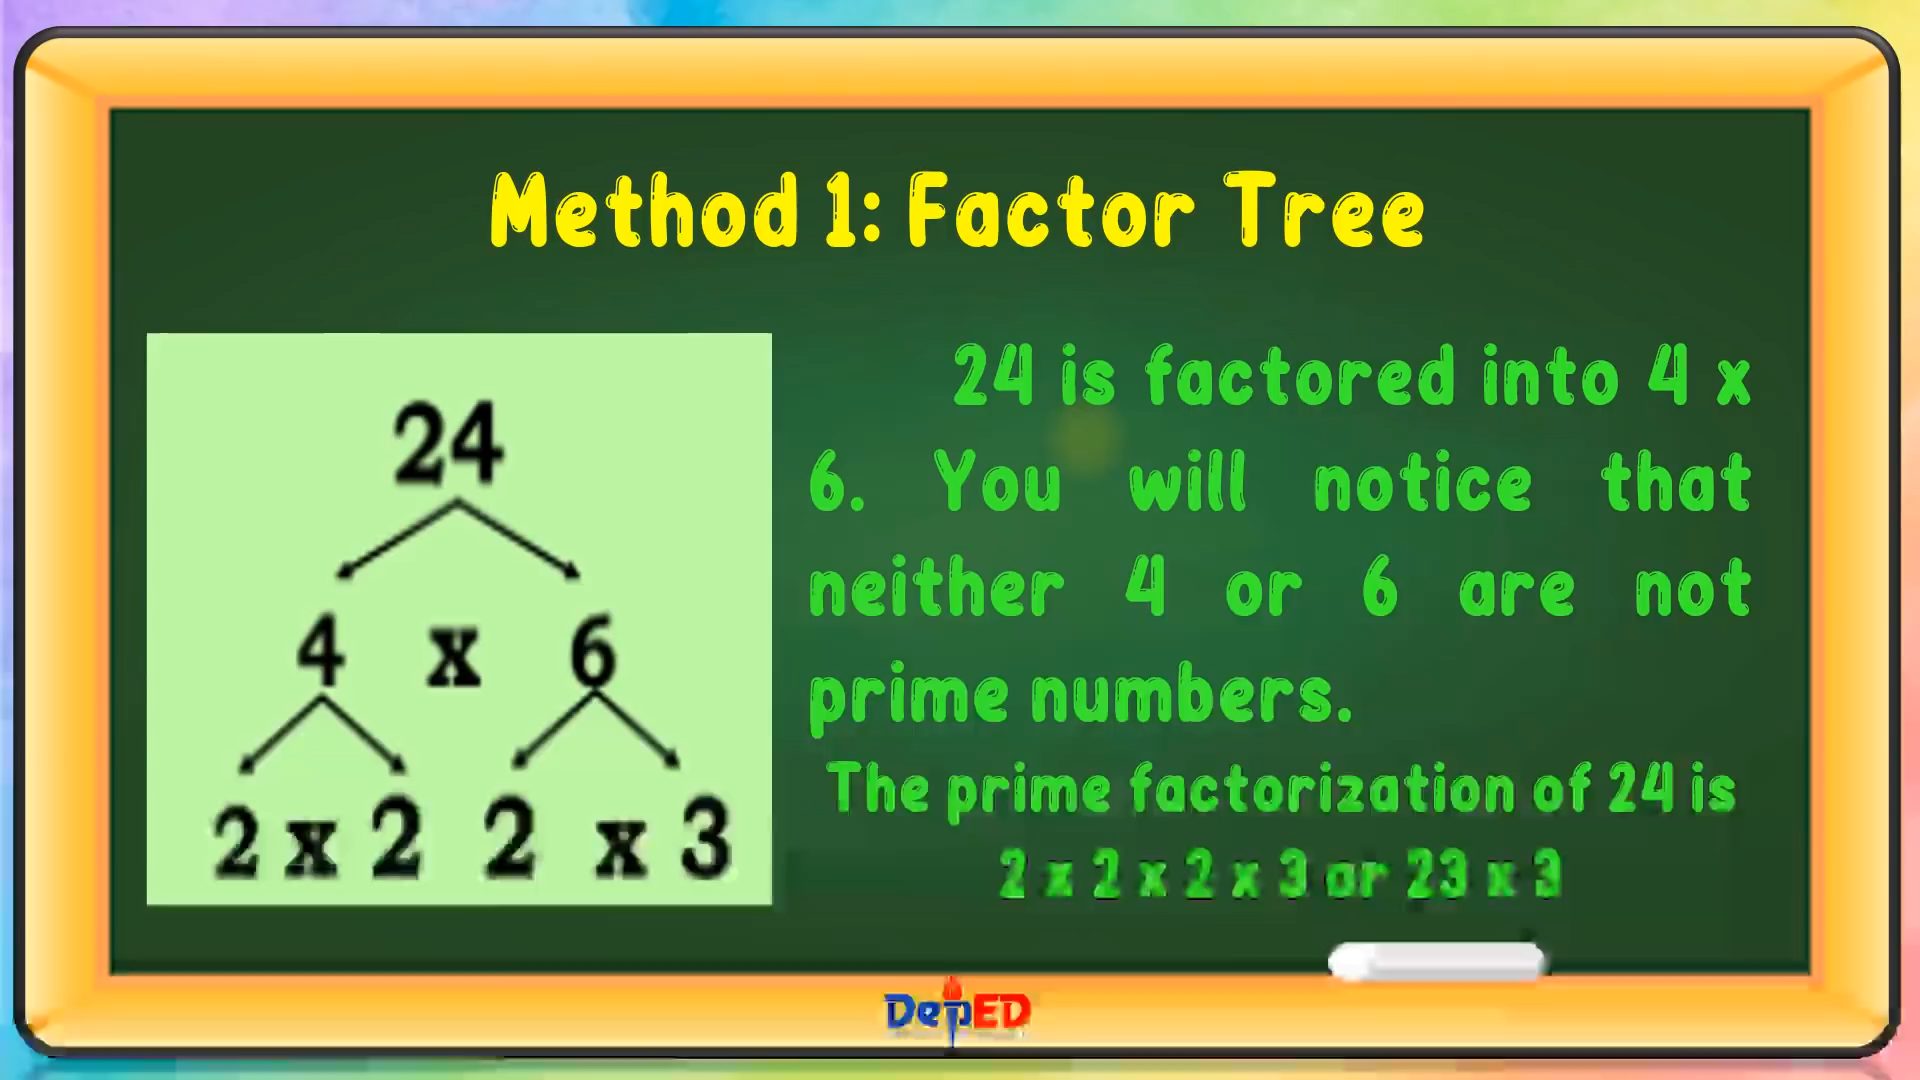 Method 1: Factor Tree
24
4 x 6
2 x 2 2 x 3
24 is factored into 4 x
6. You will notice that
neither 4 or 6 are not
prime numbers.
The prime factorization of 24 is
2 x 2 x 2 x 3 or 23 x 3
DepED